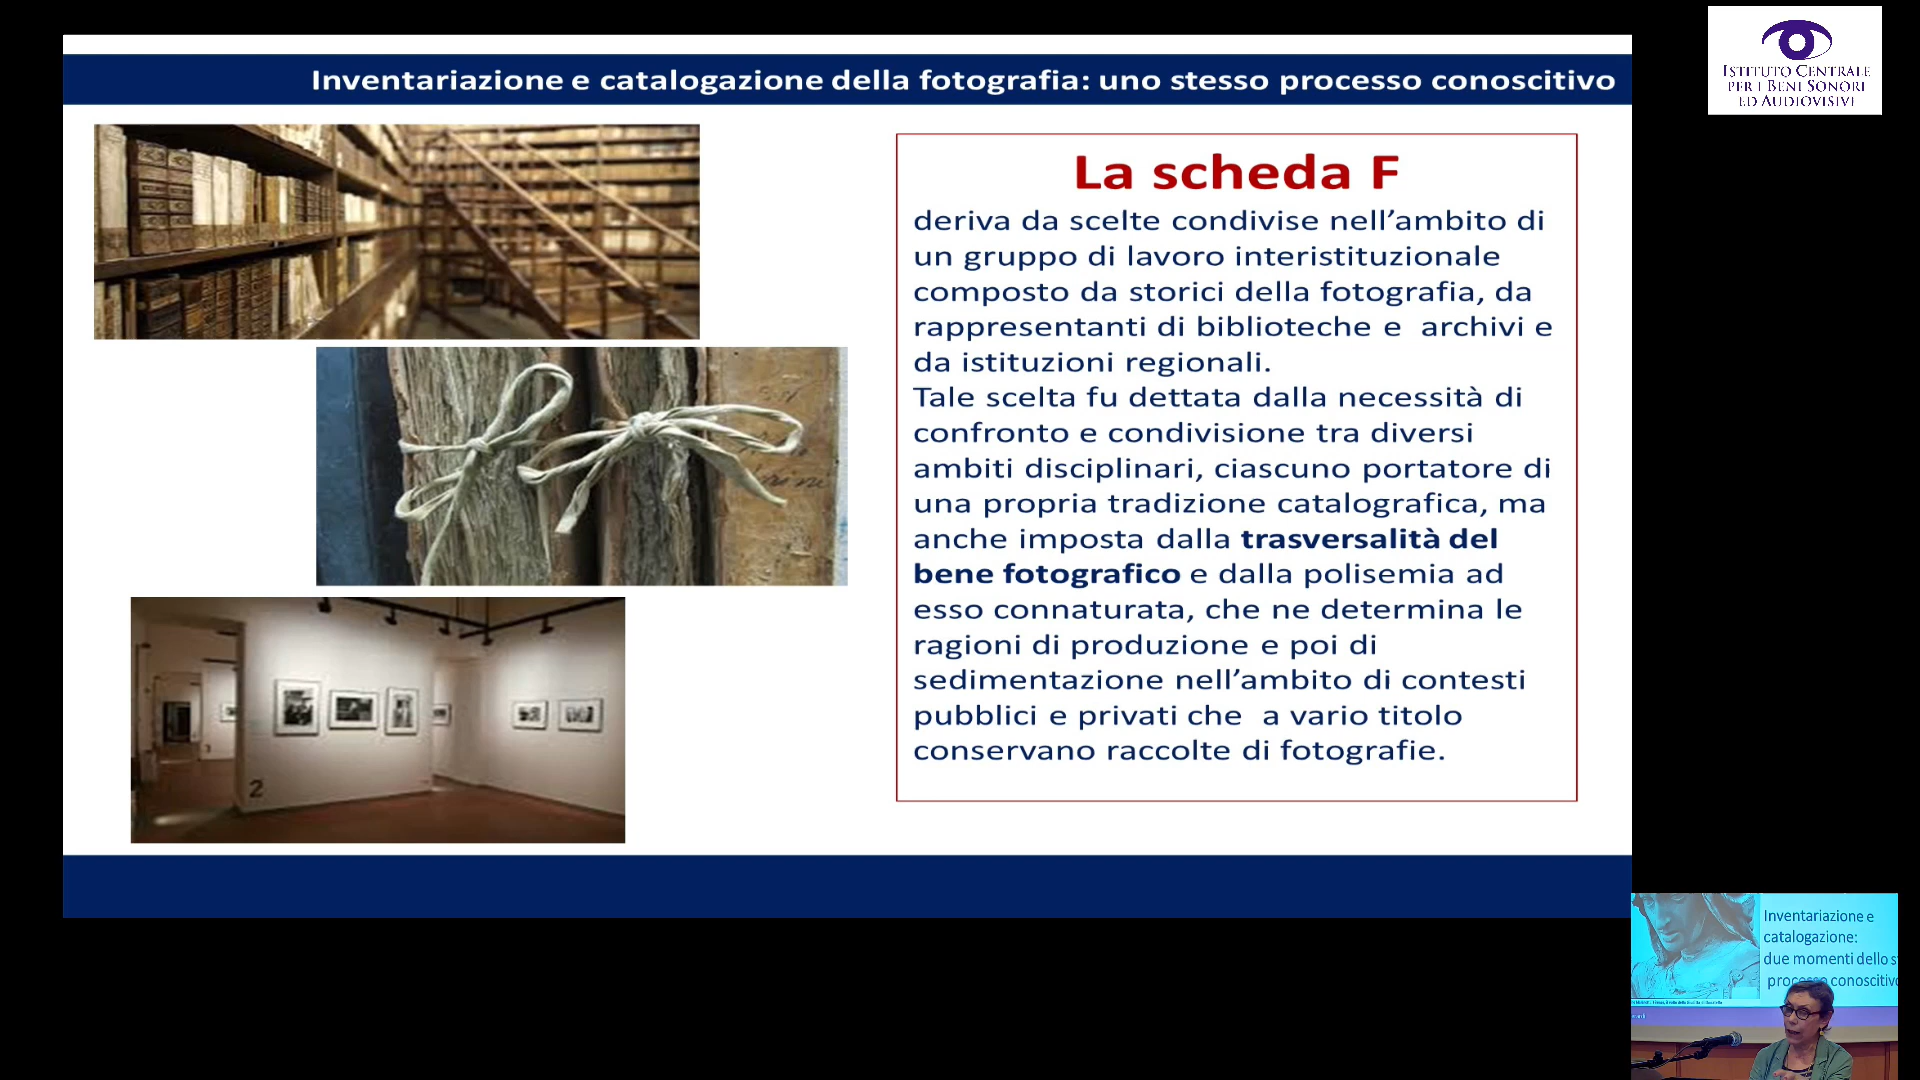 Inventariazione e catalogazione della fotografia: uno stesso processo conoscitivo
ISTITUTO CENTRALE
PER I BENI SONORI
ED AUDIOVISIVI
La scheda F
deriva da scelte condivise nell’ambito di
un gruppo di lavoro interistituzionale
composto da storici della fotografia, da
rappresentanti di biblioteche e archivi e
da istituzioni regionali.
Tale scelta fu dettata dalla necessità di
confronto e condivisione tra diversi
ambiti disciplinari, ciascuno portatore di
una propria tradizione catalografica, ma
anche imposta dalla trasversalità del
bene fotografico e dalla polisemia ad
esso connaturata, che ne determina le
ragioni di produzione e poi di
sedimentazione nell’ambito di contesti
pubblici e privati che a vario titolo
conservano raccolte di fotografie.
2
Inventariazione e
catalogazione:
due momenti dello s
processo conoscitivo